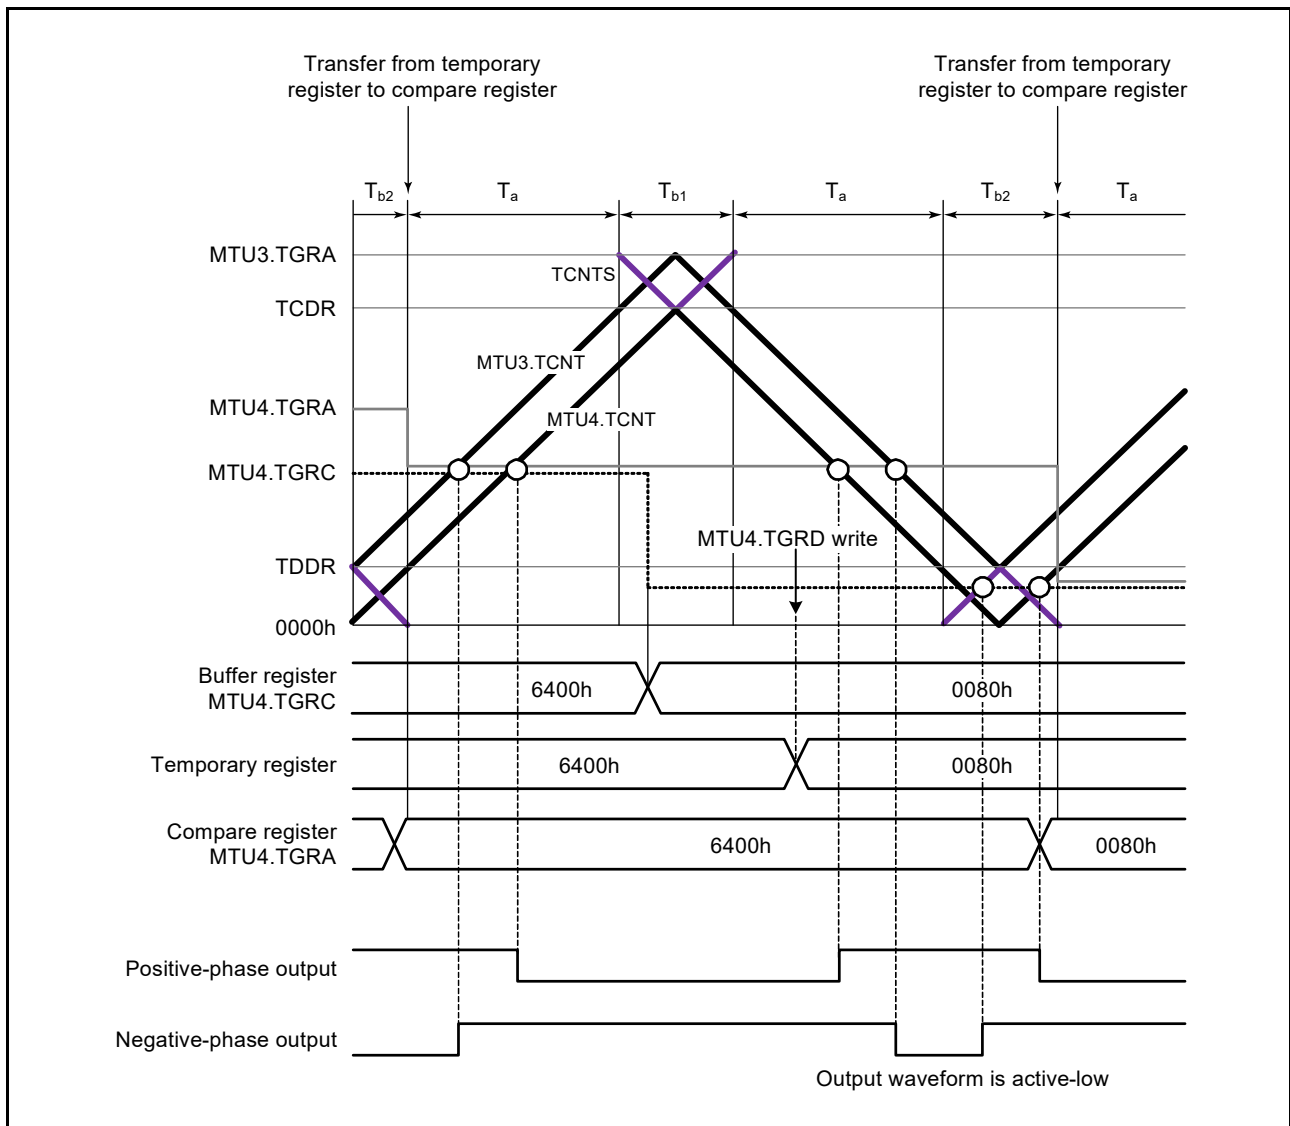 Transfer from temporary
register to compare register
Transfer from temporary
register to compare register
Tb2
Ta
Tb1
Ta
Tb2
Ta
MTU3.TGRA
TCNTS
TCDR
MTU3.TCNT
MTU4.TGRA
MTU4.TCNT
MTU4.TGRC
MTU4.TGRD write
TDDR
0000h
Buffer register
MTU4.TGRC
6400h
0080h
Temporary register
6400h
0080h
Compare register
MTU4.TGRA
6400h
0080h
Positive-phase output
Negative-phase output
Output waveform is active-low